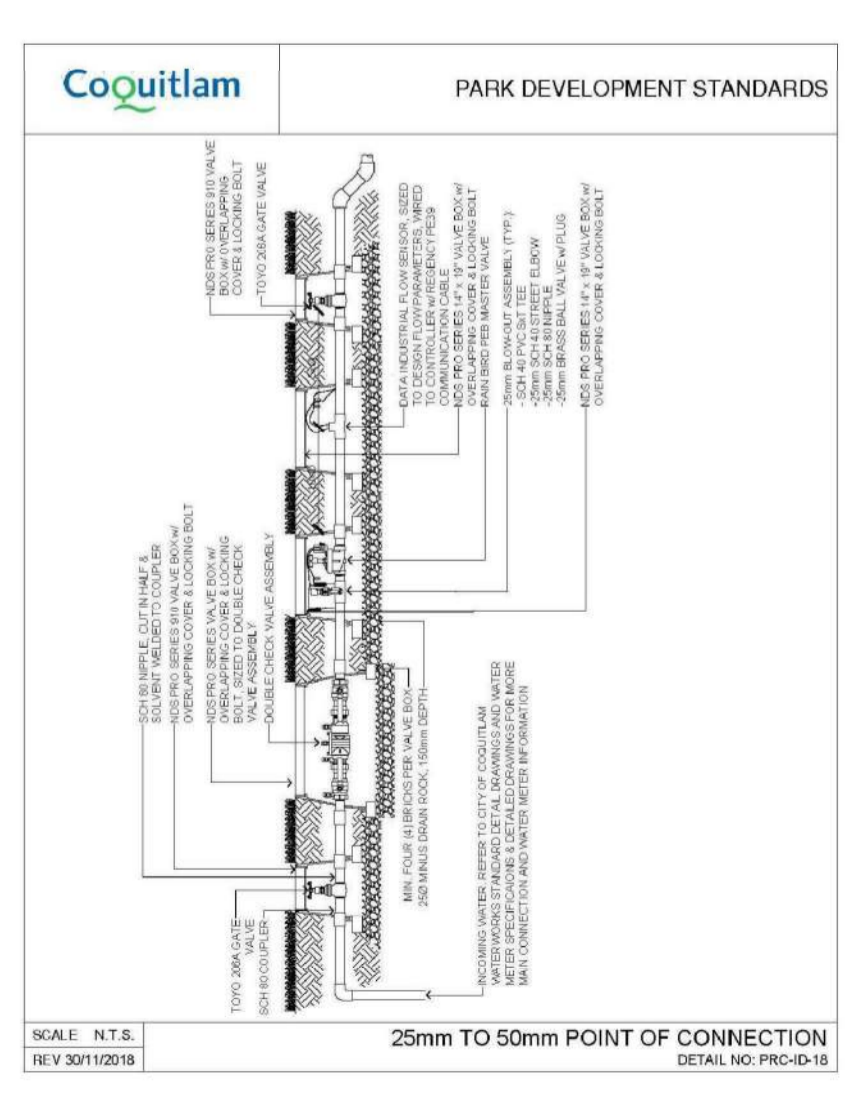 Coquitlam
PARK DEVELOPMENT STANDARDS
NDS PRO SERIES 910 VALVE
BOX w/ OVERLAPPING
COVER & LOCKING BOLT
TOYO 206A GATE VALVE
DATA INDUSTRIAL FLOW SENSOR, SIZED
TO DESIGN FLOW PARAMETERS, WIRED
TO CONTROLLER w/ REGENCY PE39
COMMUNICATION CABLE
NDS PRO SERIES 14" x 19" VALVE BOX w/
OVERLAPPING COVER & LOCKING BOLT
RAIN BIRD PEB MASTER VALVE
25mm BLOW-OUT ASSEMBLY (TYP.):
- SCH 40 PVC SxT TEE
-25mm SCH 40 STREET ELBOW
-25mm SCH 80 NIPPLE
-25mm BRASS BALL VALVE w/ PLUG
NDS PRO SERIES 14" x 19" VALVE BOX w/
OVERLAPPING COVER & LOCKING BOLT
SCH 80 NIPPLE, CUT IN HALF &
SOLVENT WELDED TO COUPLER
NDS PRO SERIES 910 VALVE BOX w/
OVERLAPPING COVER & LOCKING BOLT
NDS PRO SERIES VALVE BOX w/
OVERLAPPING COVER & LOCKING
BOLT, SIZED TO DOUBLE CHECK
VALVE ASSEMBLY
DOUBLE CHECK VALVE ASSEMBLY
MIN. FOUR (4) BRICKS PER VALVE BOX
25Ø MINUS DRAIN ROCK, 150mm DEPTH
TOYO 206A GATE
VALVE
SCH 80 COUPLER
INCOMING WATER. REFER TO CITY OF COQUITLAM
WATERWORKS STANDARD DETAIL DRAWINGS AND WATER
METER SPECIFICAIONS & DETAILED DRAWINGS FOR MORE
MAIN CONNECTION AND WATER METER INFORMATION
SCALE N.T.S.
REV 30/11/2018
25mm TO 50mm POINT OF CONNECTION
DETAIL NO: PRC-ID-18